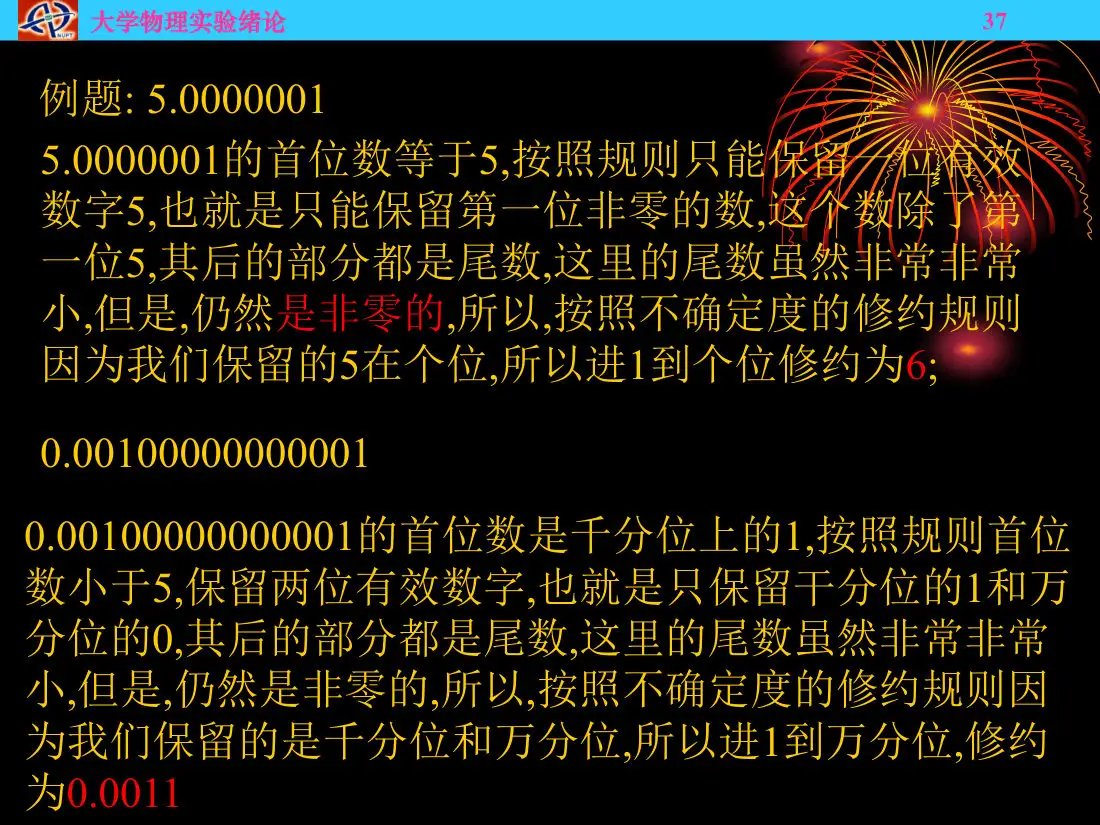 大学物理实验绪论 37
NUPT
例题: 5.0000001
5.0000001的首位数等于5,按照规则只能保留一位有效
数字5,也就是只能保留第一位非零的数,这个数除了第
一位5,其后的部分都是尾数,这里的尾数虽然非常非常
小,但是,仍然是非零的,所以,按照不确定度的修约规则
因为我们保留的5在个位,所以进1到个位修约为6;
0.00100000000001
0.00100000000001的首位数是千分位上的1,按照规则首位
数小于5,保留两位有效数字,也就是只保留干分位的1和万
分位的0,其后的部分都是尾数,这里的尾数虽然非常非常
小,但是,仍然是非零的,所以,按照不确定度的修约规则因
为我们保留的是千分位和万分位,所以进1到万分位,修约
为0.0011